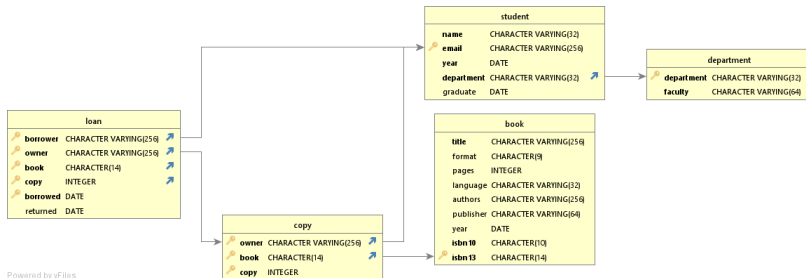 student
name CHARACTER VARYING(32)
email CHARACTER VARYING(256)
year DATE
department CHARACTER VARYING(32)
graduate DATE
department
department CHARACTER VARYING(32)
faculty CHARACTER VARYING(64)
loan
borrower CHARACTER VARYING(256)
owner CHARACTER VARYING(256)
book CHARACTER(14)
copy INTEGER
borrowed DATE
returned DATE
book
title CHARACTER VARYING(256)
format CHARACTER(9)
pages INTEGER
language CHARACTER VARYING(32)
authors CHARACTER VARYING(256)
publisher CHARACTER VARYING(64)
year DATE
isbn10 CHARACTER(10)
isbn13 CHARACTER(14)
copy
owner CHARACTER VARYING(256)
book CHARACTER(14)
copy INTEGER
Powered by yFiles